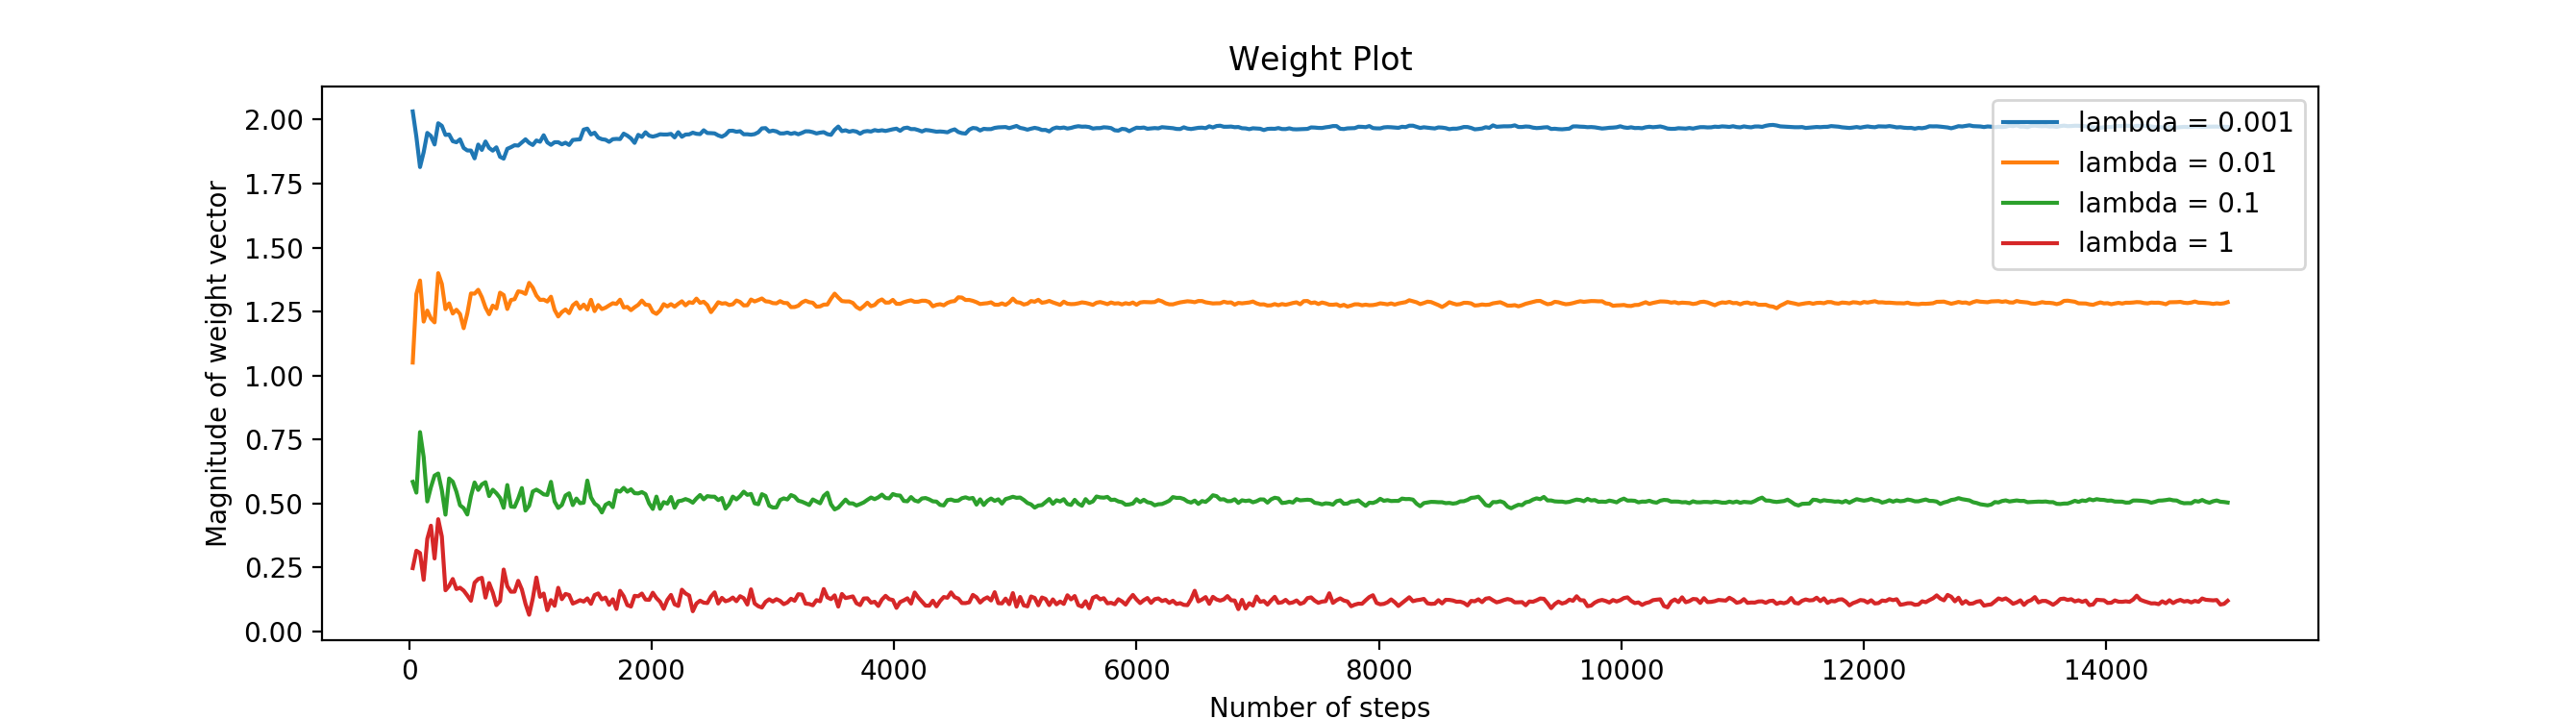 Weight Plot
Magnitude of weight vector
2.00
1.75
1.50
1.25
1.00
0.75
0.50
0.25
0.00
lambda = 0.001
lambda = 0.01
lambda = 0.1
lambda = 1
0 2000 4000 6000 8000 10000 12000 14000
Number of steps